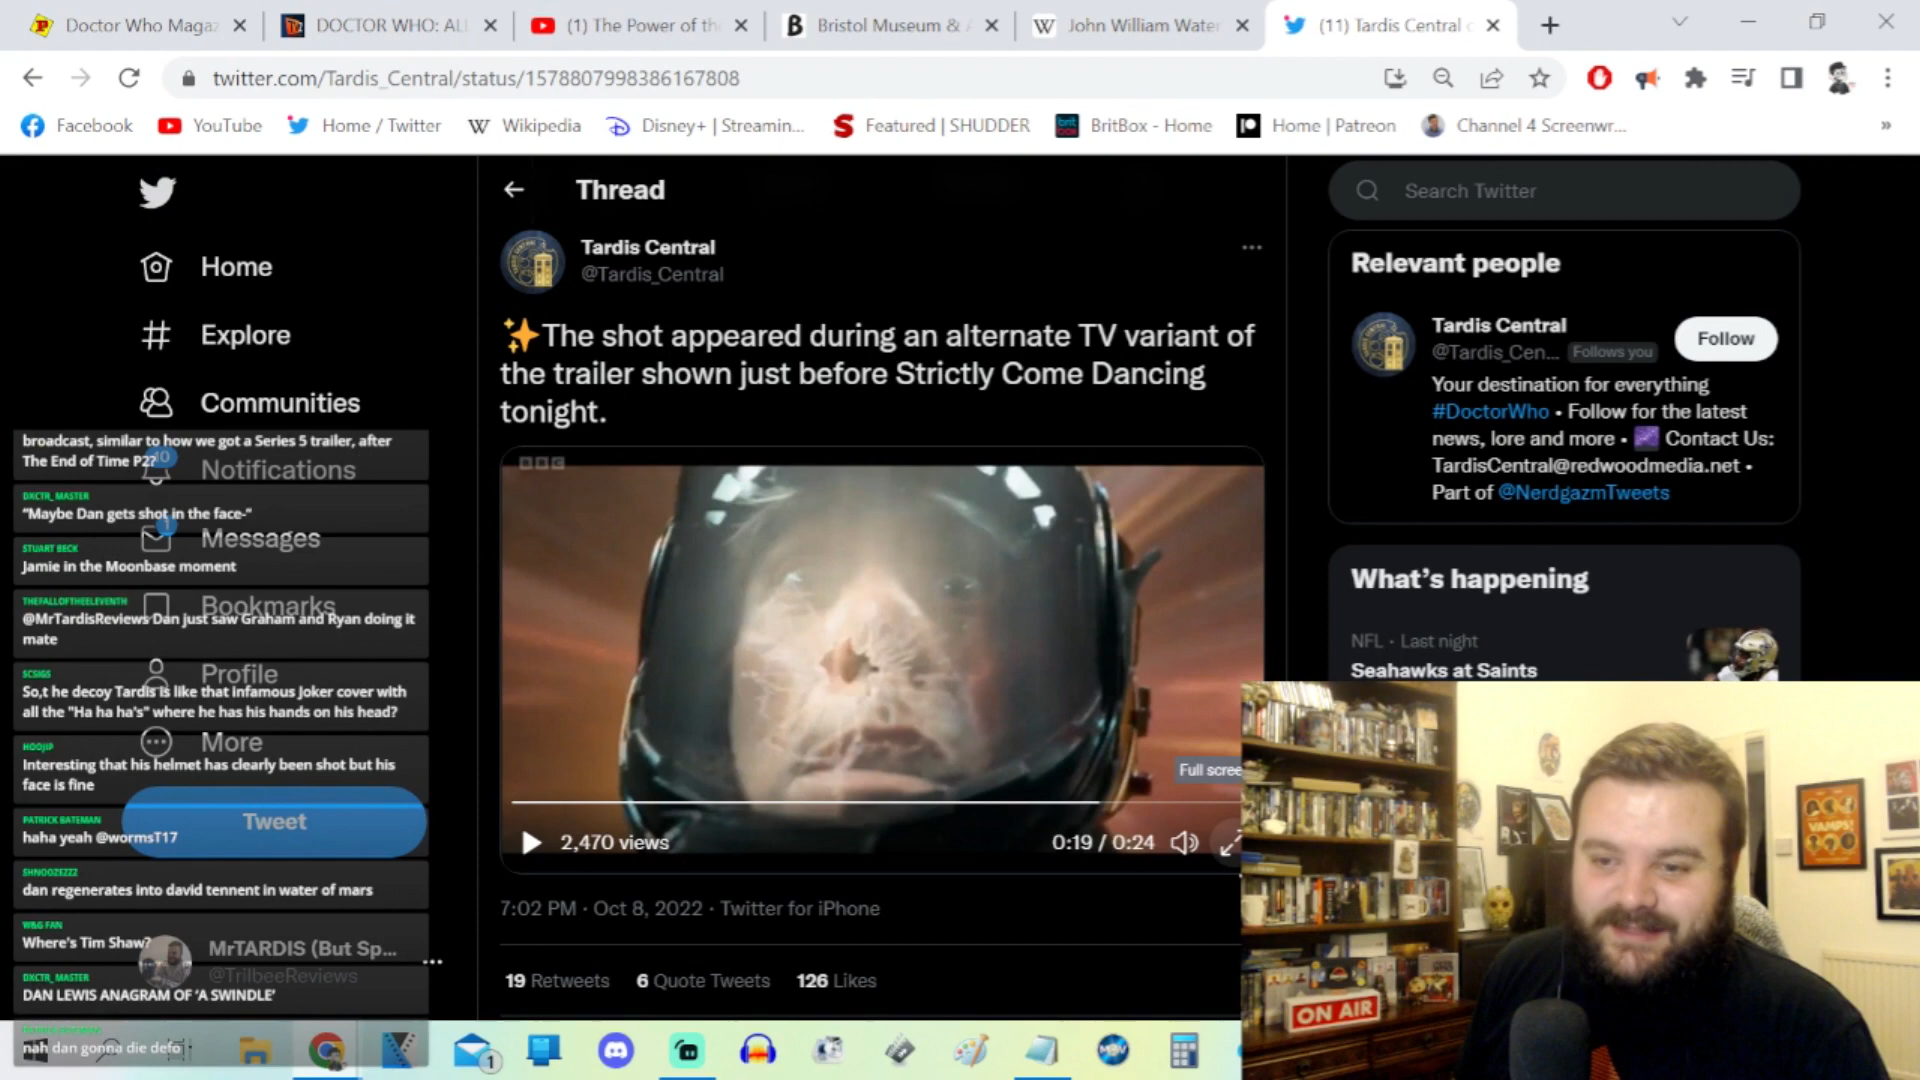 Doctor Who Magaz
DOCTOR WHO: AL
(1) The Power of th
Bristol Museum & A
John William Water
(11) Tardis Central o
twitter.com/Tardis_Central/status/1578807998386167808
Facebook
YouTube
Home / Twitter
Wikipedia
Disney+ | Streamin...
Featured | SHUDDER
BritBox - Home
Home | Patreon
Channel 4 Screenwr...
Home
Explore
Communities
Notifications
10
Messages
1
Bookmarks
Profile
More
Tweet
MrTARDIS (But Sp...
@TrilbeeReviews
broadcast, similar to how we got a Series 5 trailer, after
The End of Time P2?
DXCTR_MASTER
“Maybe Dan gets shot in the face-”
STUART BECK
Jamie in the Moonbase moment
THEFALLOFTHEELEVENTH
@MrTardisReviews Dan just saw Graham and Ryan doing it
mate
SCSIGS
So,t he decoy Tardis is like that infamous Joker cover with
all the "Ha ha ha's" where he has his hands on his head?
HOOJIP
Interesting that his helmet has clearly been shot but his
face is fine
PATRICK BATEMAN
haha yeah @wormsT17
SHNOOZEZZZ
dan regenerates into david tennent in water of mars
W&G FAN
Where's Tim Shaw?
DXCTR_MASTER
DAN LEWIS ANAGRAM OF ‘A SWINDLE’
nah dan gonna die defo
Thread
Tardis Central
@Tardis_Central
✨The shot appeared during an alternate TV variant of
the trailer shown just before Strictly Come Dancing
tonight.
BBC
Full scree
2,470 views
0:19 / 0:24
7:02 PM · Oct 8, 2022 · Twitter for iPhone
19 Retweets
6 Quote Tweets
126 Likes
Search Twitter
Relevant people
Tardis Central
@Tardis_Cen...
Follows you
Follow
Your destination for everything
#DoctorWho • Follow for the latest
news, lore and more • Contact Us:
TardisCentral@redwoodmedia.net •
Part of @NerdgazmTweets
What’s happening
NFL · Last night
Seahawks at Saints
VAMPS!
ON AIR
1